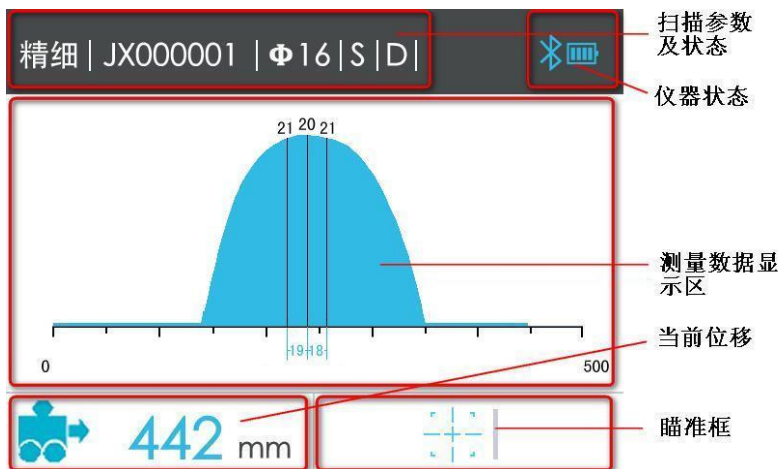 扫描参数
及状态
精细 | JX000001 | Φ16|S|D|
仪器状态
21 20 21
测量数据显
示区
19 18
0
500
当前位移
442 mm
瞄准框